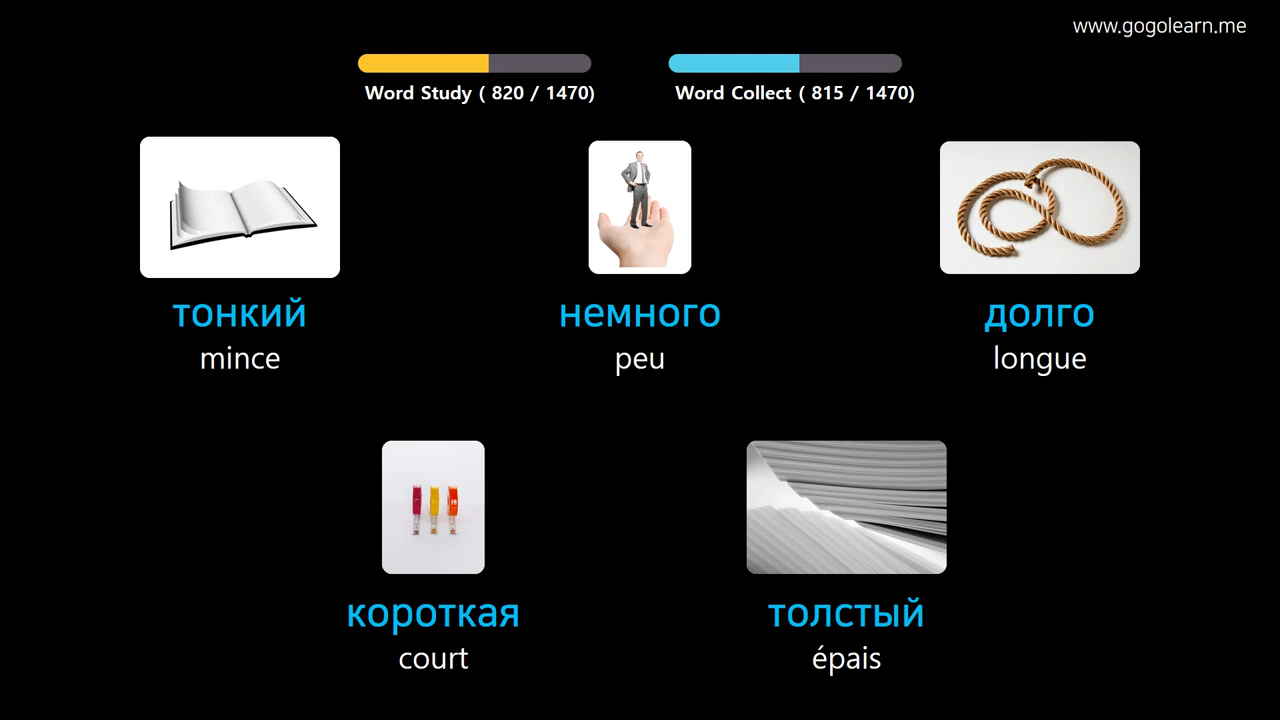 www.gogolearn.me
Word Study ( 820 / 1470)
Word Collect ( 815 / 1470)
тонкий
mince
немного
peu
долго
longue
короткая
court
толстый
épais